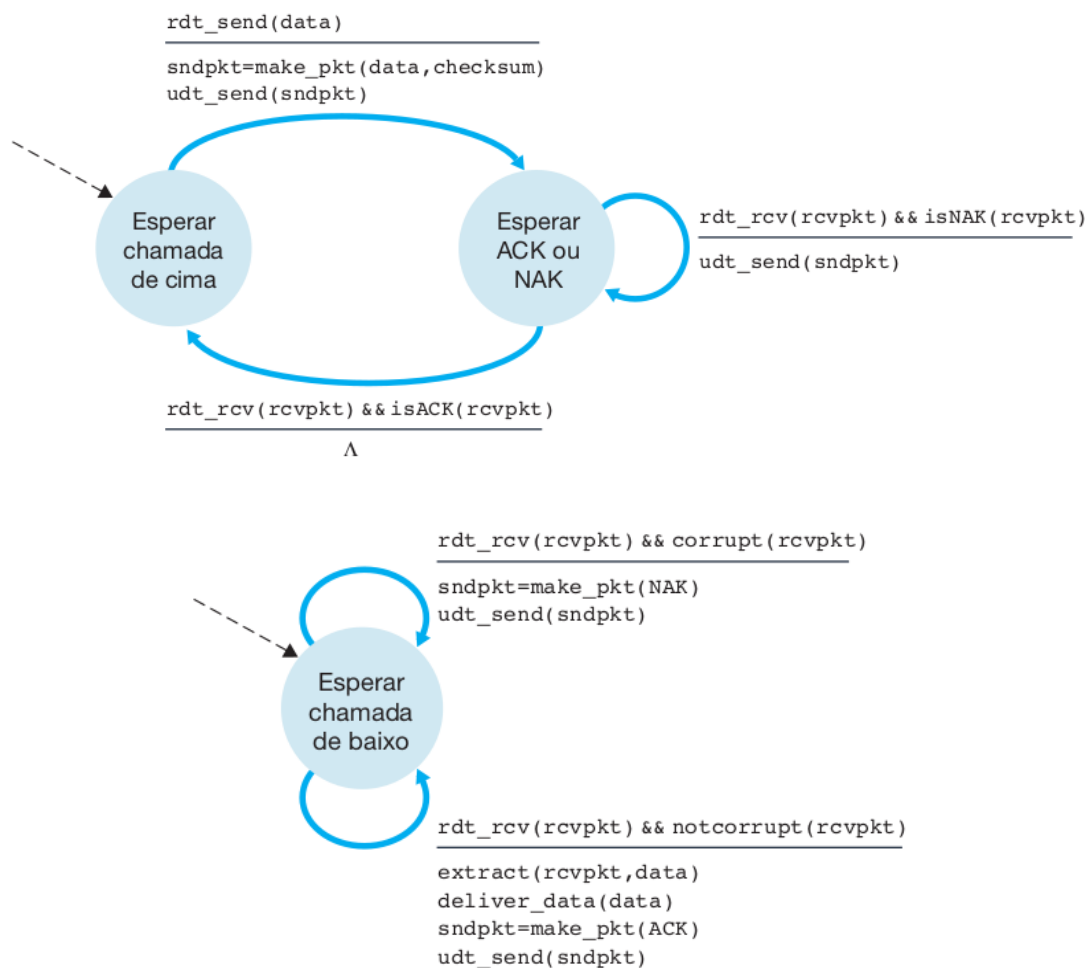 rdt_send(data)
sndpkt=make_pkt(data,checksum)
udt_send(sndpkt)
Esperar
chamada
de cima
Esperar
ACK ou
NAK
rdt_rcv(rcvpkt) && isNAK(rcvpkt)
udt_send(sndpkt)
rdt_rcv(rcvpkt) && isACK(rcvpkt)
Λ
rdt_rcv(rcvpkt) && corrupt(rcvpkt)
sndpkt=make_pkt(NAK)
udt_send(sndpkt)
Esperar
chamada
de baixo
rdt_rcv(rcvpkt) && notcorrupt(rcvpkt)
extract(rcvpkt,data)
deliver_data(data)
sndpkt=make_pkt(ACK)
udt_send(sndpkt)